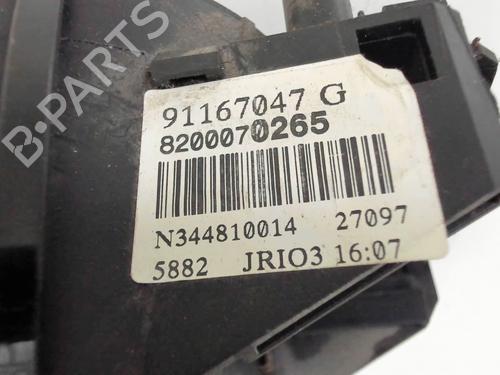 91167047 G
8200070265
N344810014 27097
5882 JRIO3 16:07
B-PARTS